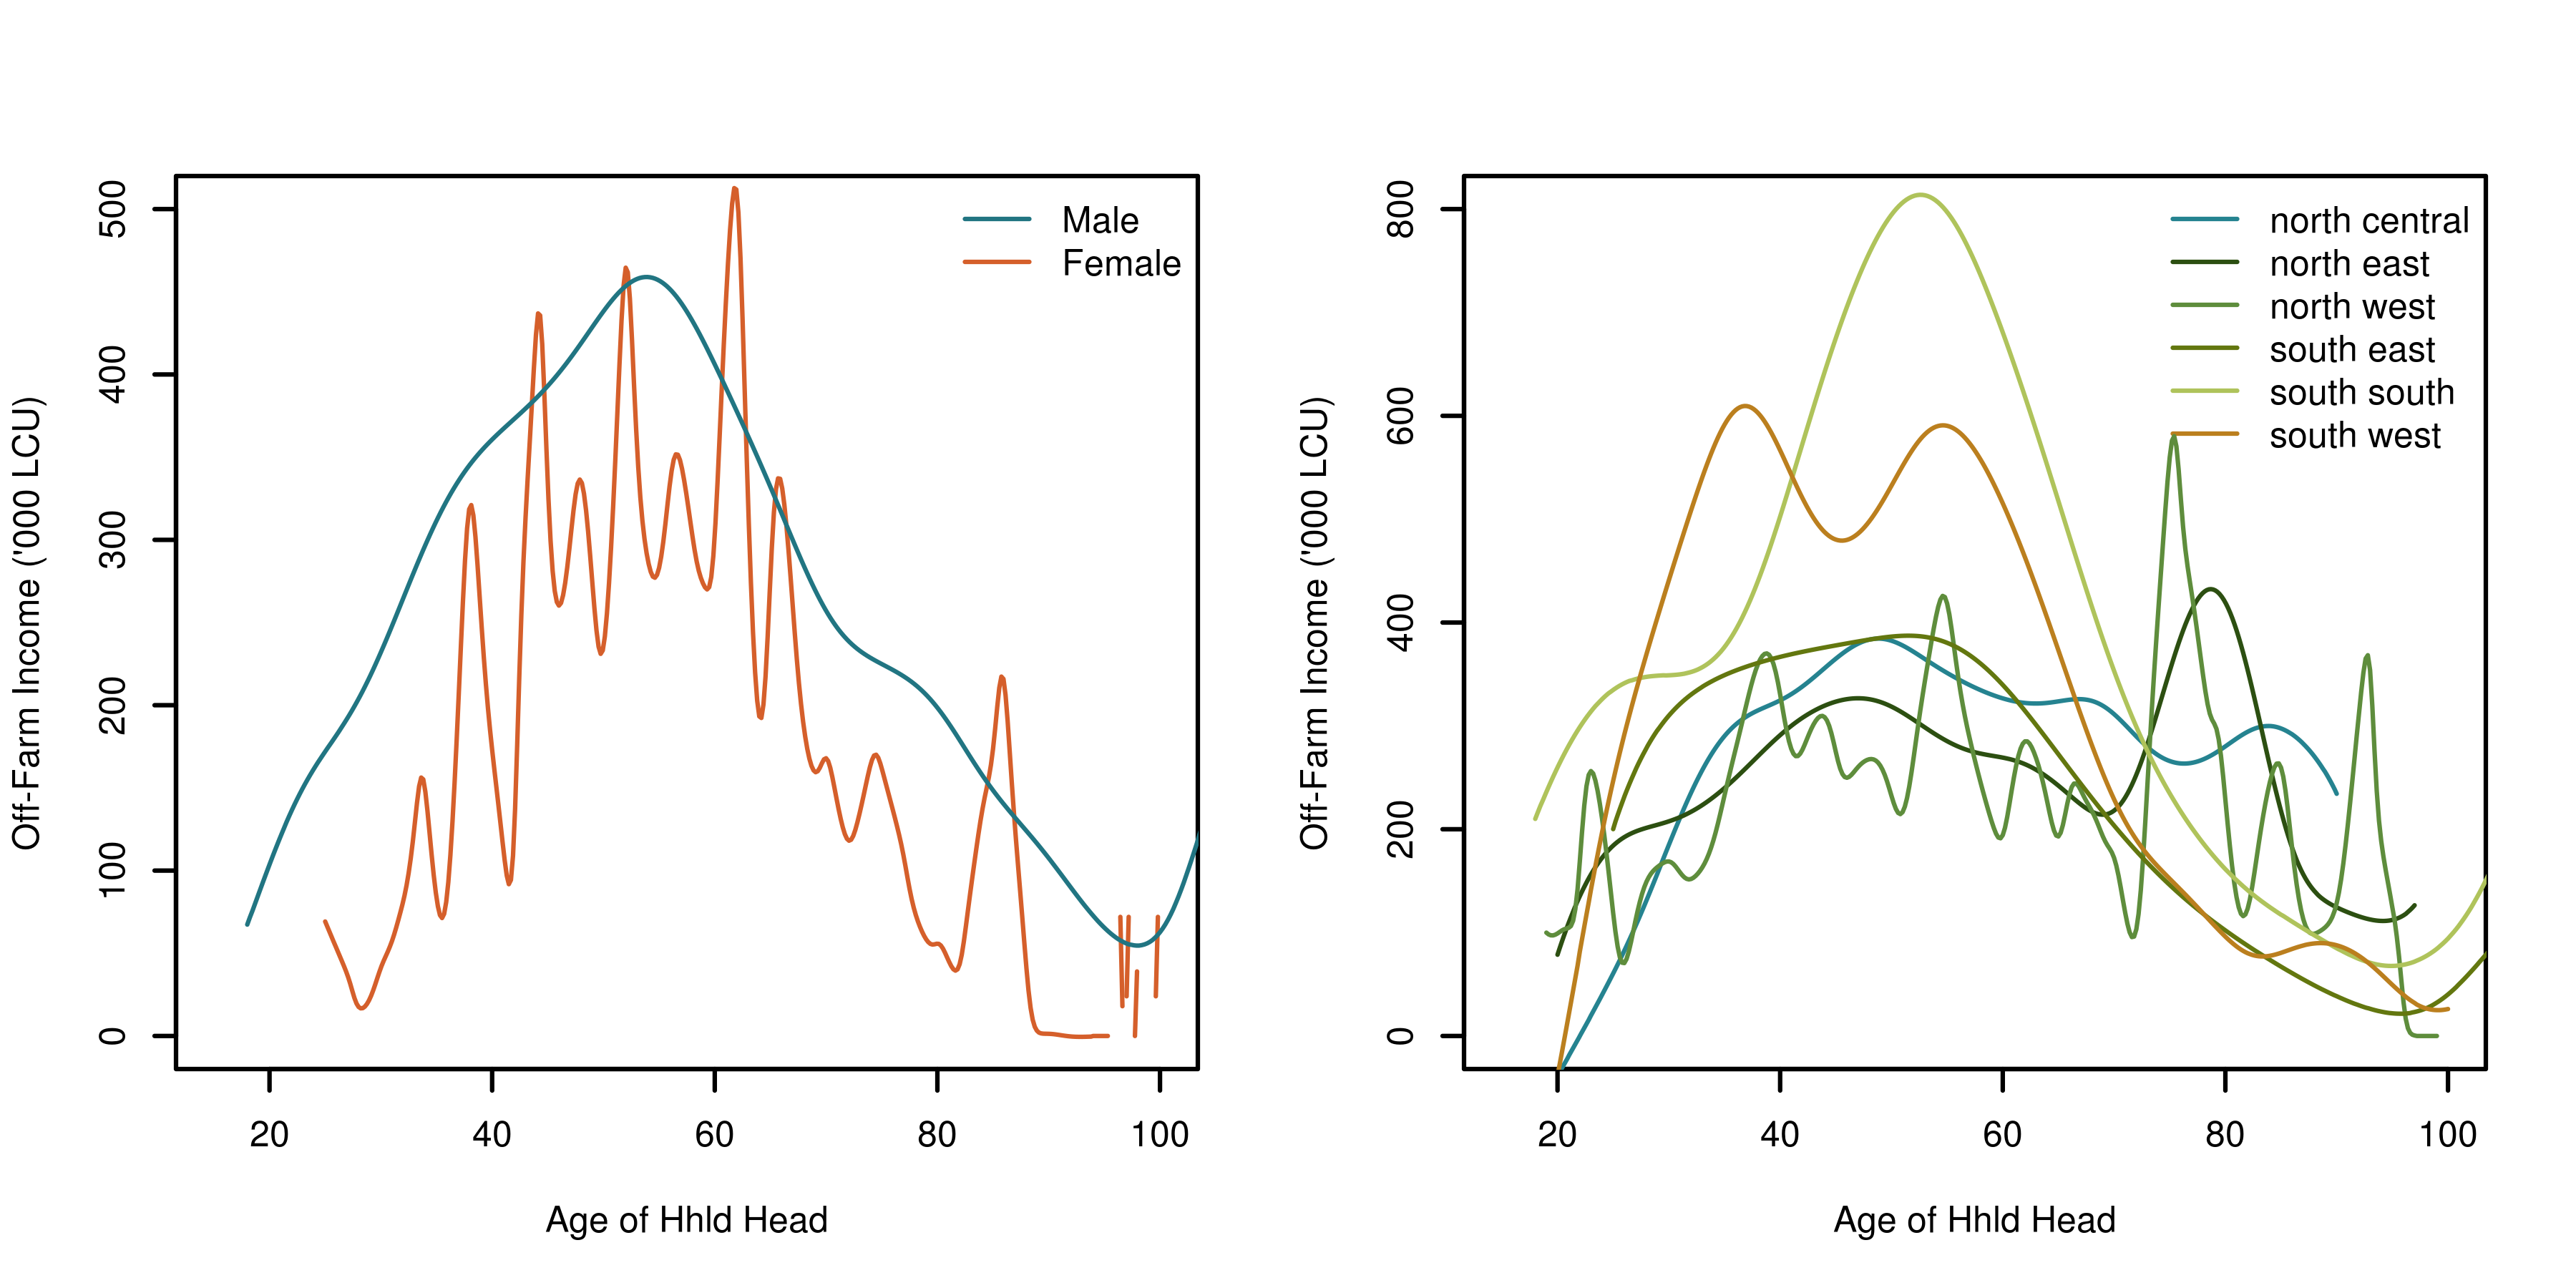 Off-Farm Income ('000 LCU)
500
400
300
200
100
0
Male
Female
20 40 60 80 100
Age of Hhld Head
Off-Farm Income ('000 LCU)
800
600
400
200
0
north central
north east
north west
south east
south south
south west
20 40 60 80 100
Age of Hhld Head